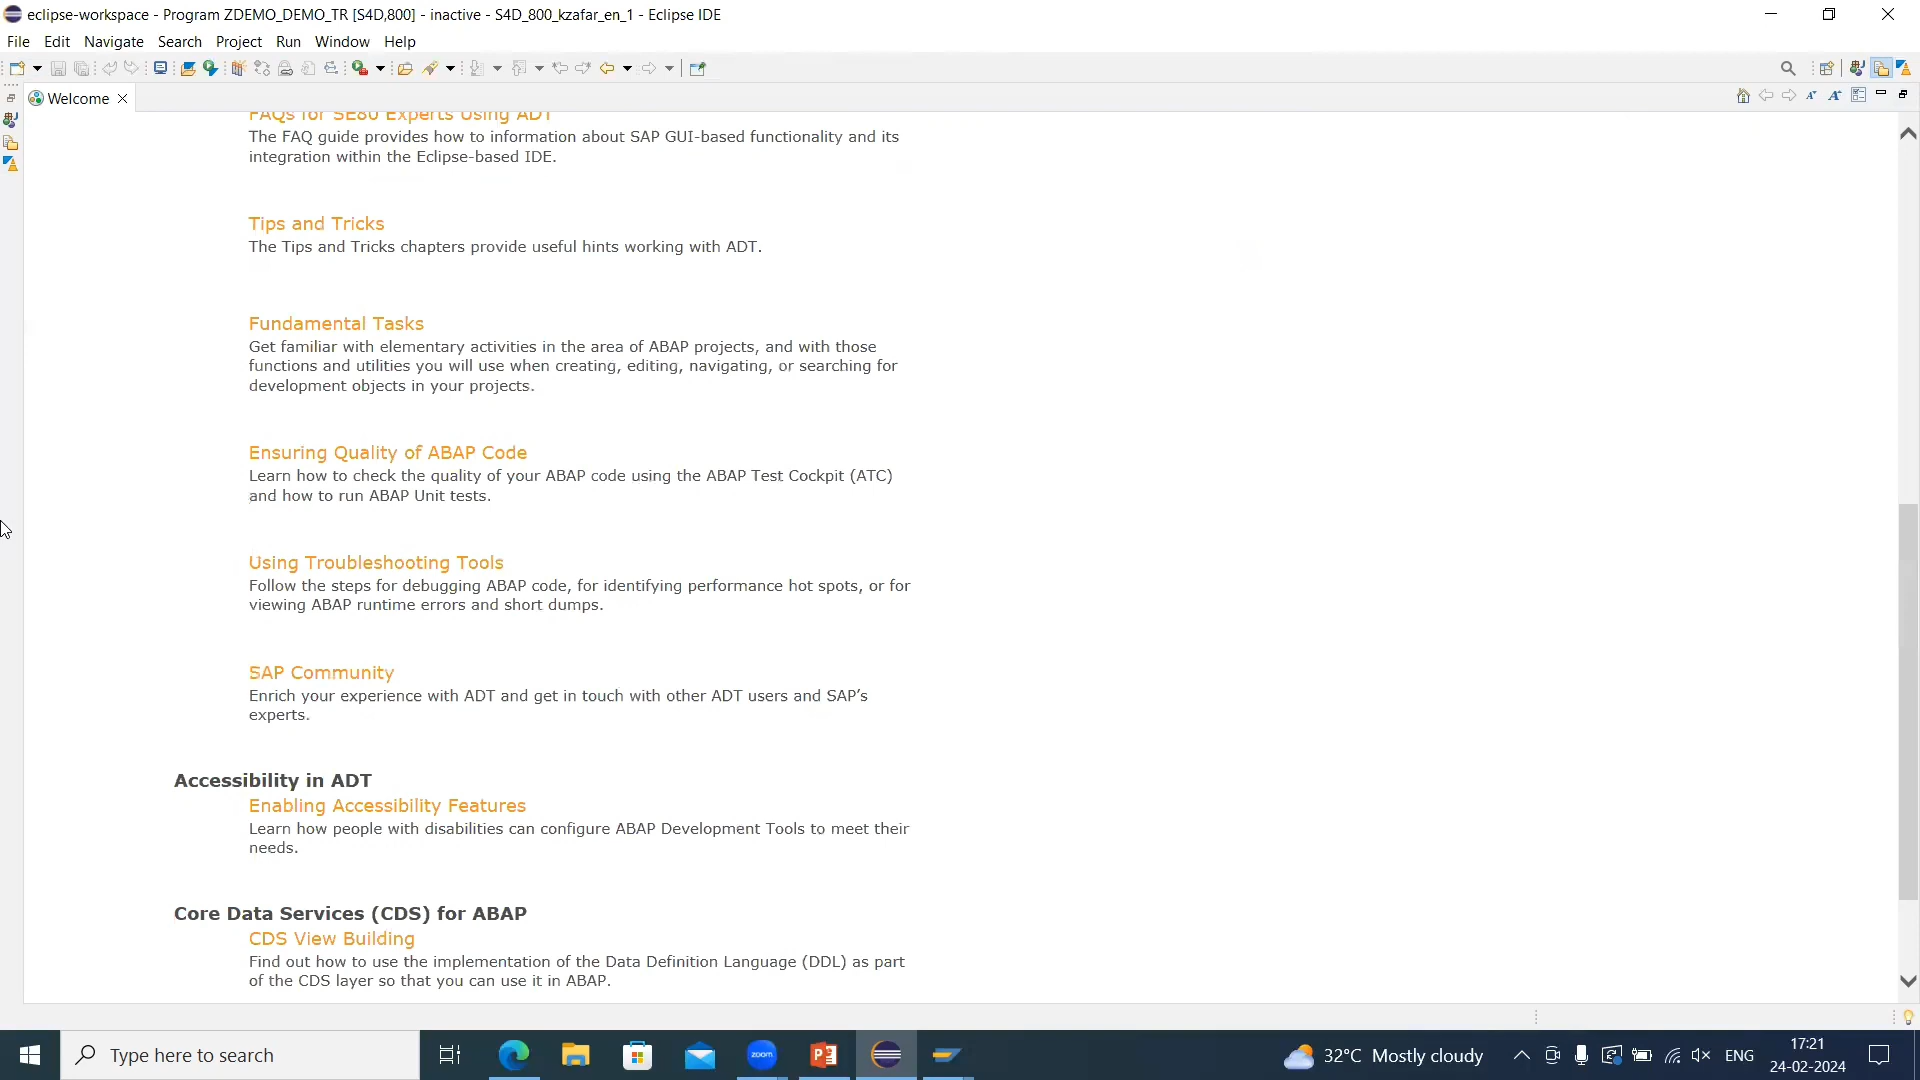 eclipse-workspace - Program ZDEMO_DEMO_TR [S4D,800] - inactive - S4D_800_kzafar_en_1 - Eclipse IDE
File Edit Navigate Search Project Run Window Help
Welcome
FAQs for SE80 Experts Using ADT
The FAQ guide provides how to information about SAP GUI-based functionality and its
integration within the Eclipse-based IDE.
Tips and Tricks
The Tips and Tricks chapters provide useful hints working with ADT.
Fundamental Tasks
Get familiar with elementary activities in the area of ABAP projects, and with those
functions and utilities you will use when creating, editing, navigating, or searching for
development objects in your projects.
Ensuring Quality of ABAP Code
Learn how to check the quality of your ABAP code using the ABAP Test Cockpit (ATC)
and how to run ABAP Unit tests.
Using Troubleshooting Tools
Follow the steps for debugging ABAP code, for identifying performance hot spots, or for
viewing ABAP runtime errors and short dumps.
SAP Community
Enrich your experience with ADT and get in touch with other ADT users and SAP's
experts.
Accessibility in ADT
Enabling Accessibility Features
Learn how people with disabilities can configure ABAP Development Tools to meet their
needs.
Core Data Services (CDS) for ABAP
CDS View Building
Find out how to use the implementation of the Data Definition Language (DDL) as part
of the CDS layer so that you can use it in ABAP.
Type here to search
zoom
32°C Mostly cloudy
ENG
17:21
24-02-2024